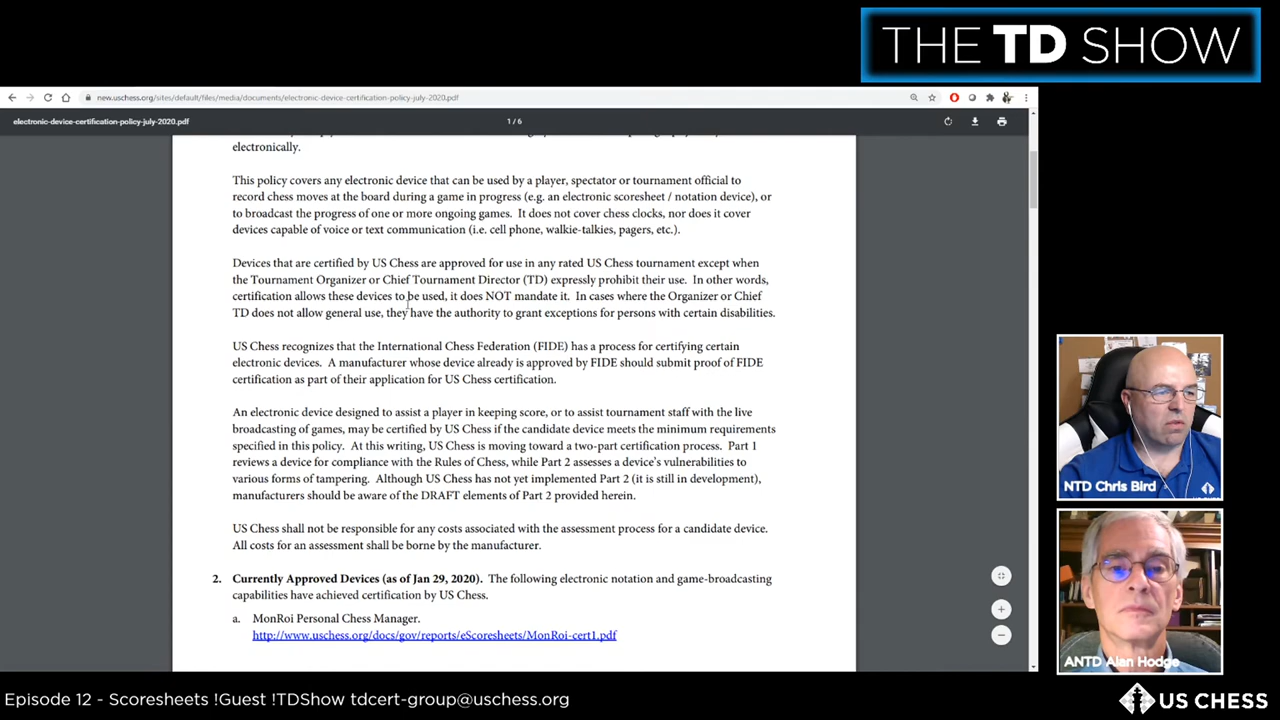 THE TD SHOW
new.uschess.org/sites/default/files/media/documents/electronic-device-certification-policy-july-2020.pdf
electronic-device-certification-policy-july-2020.pdf
1 / 6
electronically.
This policy covers any electronic device that can be used by a player, spectator or tournament official to
record chess moves at the board during a game in progress (e.g. an electronic scoresheet / notation device), or
to broadcast the progress of one or more ongoing games. It does not cover chess clocks, nor does it cover
devices capable of voice or text communication (i.e. cell phone, walkie-talkies, pagers, etc.).
Devices that are certified by US Chess are approved for use in any rated US Chess tournament except when
the Tournament Organizer or Chief Tournament Director (TD) expressly prohibit their use. In other words,
certification allows these devices to be used, it does NOT mandate it. In cases where the Organizer or Chief
TD does not allow general use, they have the authority to grant exceptions for persons with certain disabilities.
US Chess recognizes that the International Chess Federation (FIDE) has a process for certifying certain
electronic devices. A manufacturer whose device already is approved by FIDE should submit proof of FIDE
certification as part of their application for US Chess certification.
An electronic device designed to assist a player in keeping score, or to assist tournament staff with the live
broadcasting of games, may be certified by US Chess if the candidate device meets the minimum requirements
specified in this policy. At this writing, US Chess is moving toward a two-part certification process. Part 1
reviews a device for compliance with the Rules of Chess, while Part 2 assesses a device's vulnerabilities to
various forms of tampering. Although US Chess has not yet implemented Part 2 (it is still in development),
manufacturers should be aware of the DRAFT elements of Part 2 provided herein.
US Chess shall not be responsible for any costs associated with the assessment process for a candidate device.
All costs for an assessment shall be borne by the manufacturer.
2. Currently Approved Devices (as of Jan 29, 2020). The following electronic notation and game-broadcasting
capabilities have achieved certification by US Chess.
a. MonRoi Personal Chess Manager.
http://www.uschess.org/docs/gov/reports/eScoresheets/MonRoi-cert1.pdf
NTD Chris Bird
ANTD Alan Hodge
Episode 12 - Scoresheets !Guest !TDShow tdcert-group@uschess.org
US CHESS